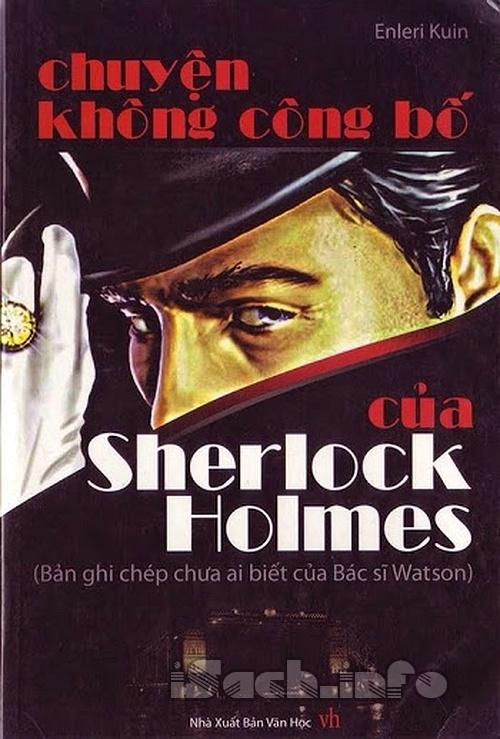 Enleri Kuin
chuyện
không công bố
của
Sherlock
Holmes
(Bản ghi chép chưa ai biết của Bác sĩ Watson)
iSach.info
Nhà Xuất Bản Văn Học vh